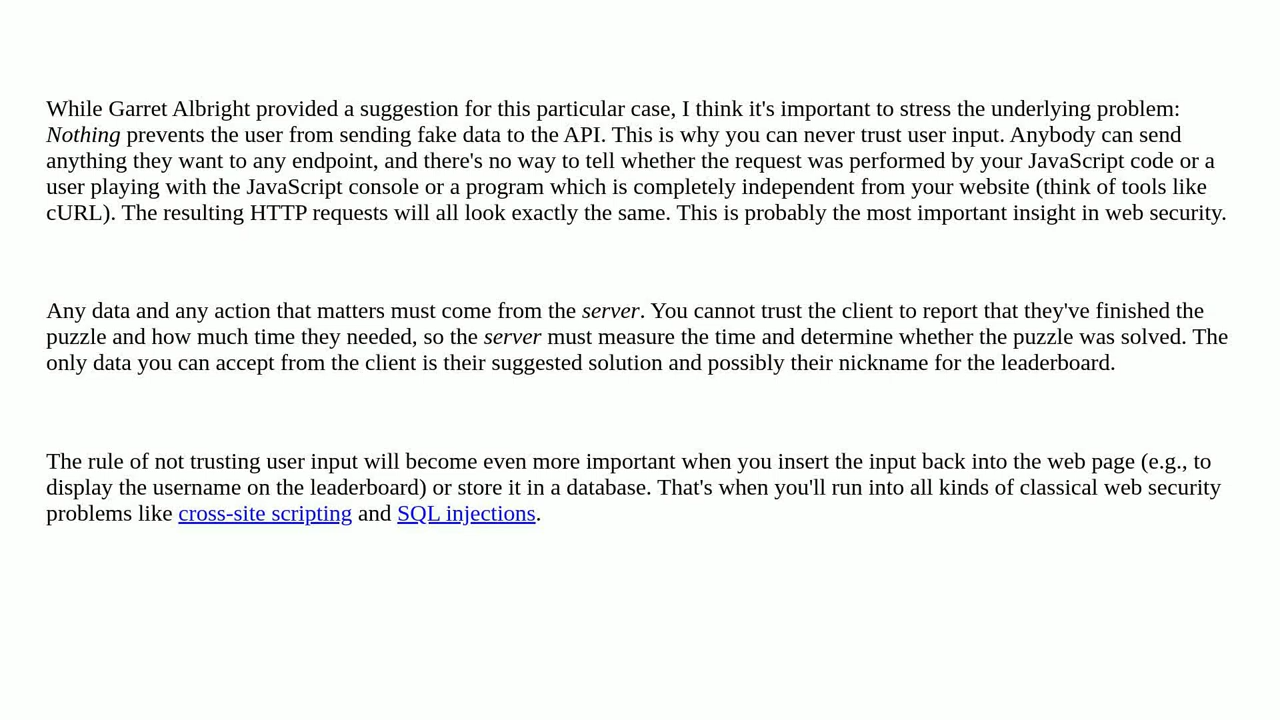 While Garret Albright provided a suggestion for this particular case, I think it's important to stress the underlying problem:
Nothing prevents the user from sending fake data to the API. This is why you can never trust user input. Anybody can send
anything they want to any endpoint, and there's no way to tell whether the request was performed by your JavaScript code or a
user playing with the JavaScript console or a program which is completely independent from your website (think of tools like
cURL). The resulting HTTP requests will all look exactly the same. This is probably the most important insight in web security.
Any data and any action that matters must come from the server. You cannot trust the client to report that they've finished the
puzzle and how much time they needed, so the server must measure the time and determine whether the puzzle was solved. The
only data you can accept from the client is their suggested solution and possibly their nickname for the leaderboard.
The rule of not trusting user input will become even more important when you insert the input back into the web page (e.g., to
display the username on the leaderboard) or store it in a database. That's when you'll run into all kinds of classical web security
problems like cross-site scripting and SQL injections.